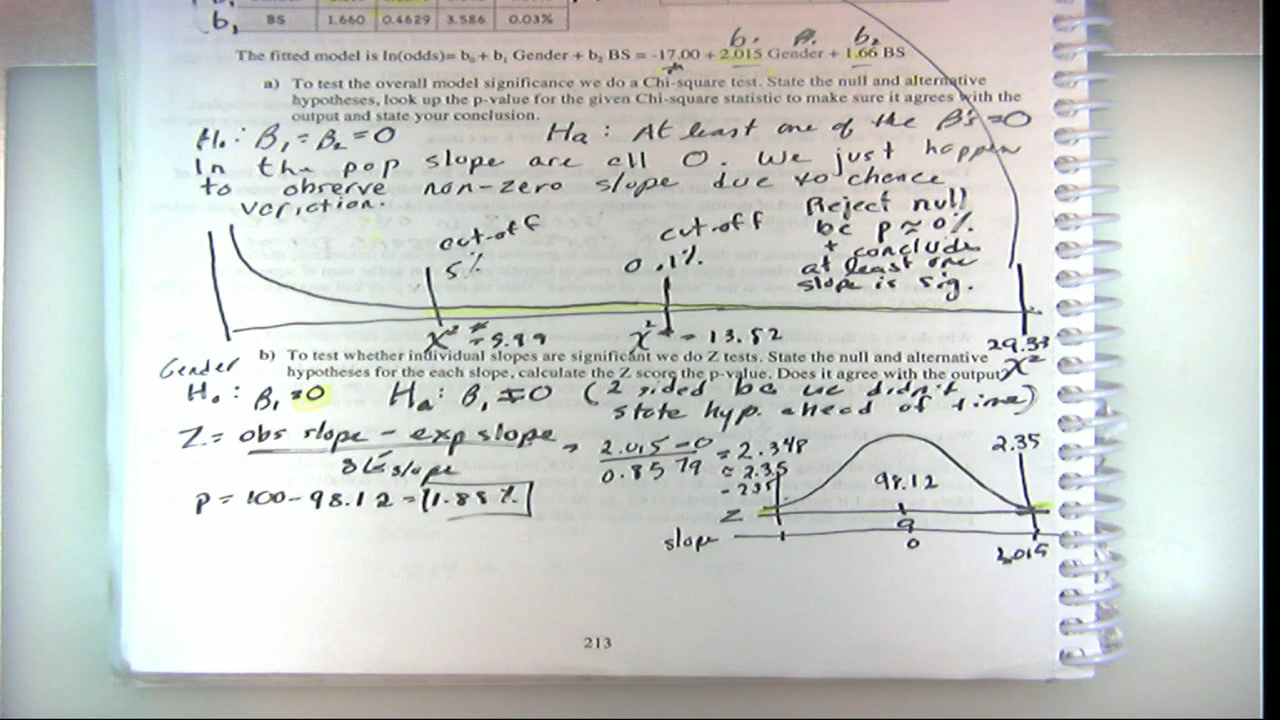 b₃ BS 1.660 0.4629 3.586 0.03%
b₁ B₁ b₂
The fitted model is ln(odds)= b₀ + b₁ Gender + b₂ BS = -17.00 + 2.015 Gender + 1.66 BS
a) To test the overall model significance we do a Chi-square test. State the null and alternative
hypotheses, look up the p-value for the given Chi-square statistic to make sure it agrees with the
output and state your conclusion.
H₀: B₁ = B₂ = 0 Ha: At least one of the B's ≠ 0
In the pop slope are all 0. We just happen
to observe non-zero slope due to chance
variation.
Reject null
bc p ≈ 0%.
+ conclude
at least one
slope is sig.
cut-off cut-off
5% 0.1%
χ² = 5.99 χ² = 13.82 29.33
χ²
Gender
b) To test whether individual slopes are significant we do Z tests. State the null and alternative
hypotheses for the each slope, calculate the Z score the p-value. Does it agree with the output?
H₀: B₁ = 0 Ha: B₁ ≠ 0 (2 sided bc we didn't
state hyp. ahead of time)
Z = obs slope - exp slope = 2.015 - 0 = 2.348
SE slope 0.8579 ≈ 2.35
p = 100 - 98.12 = 1.88%
-2.35 98.12 2.35
Z 0
slope 0 2.015
213